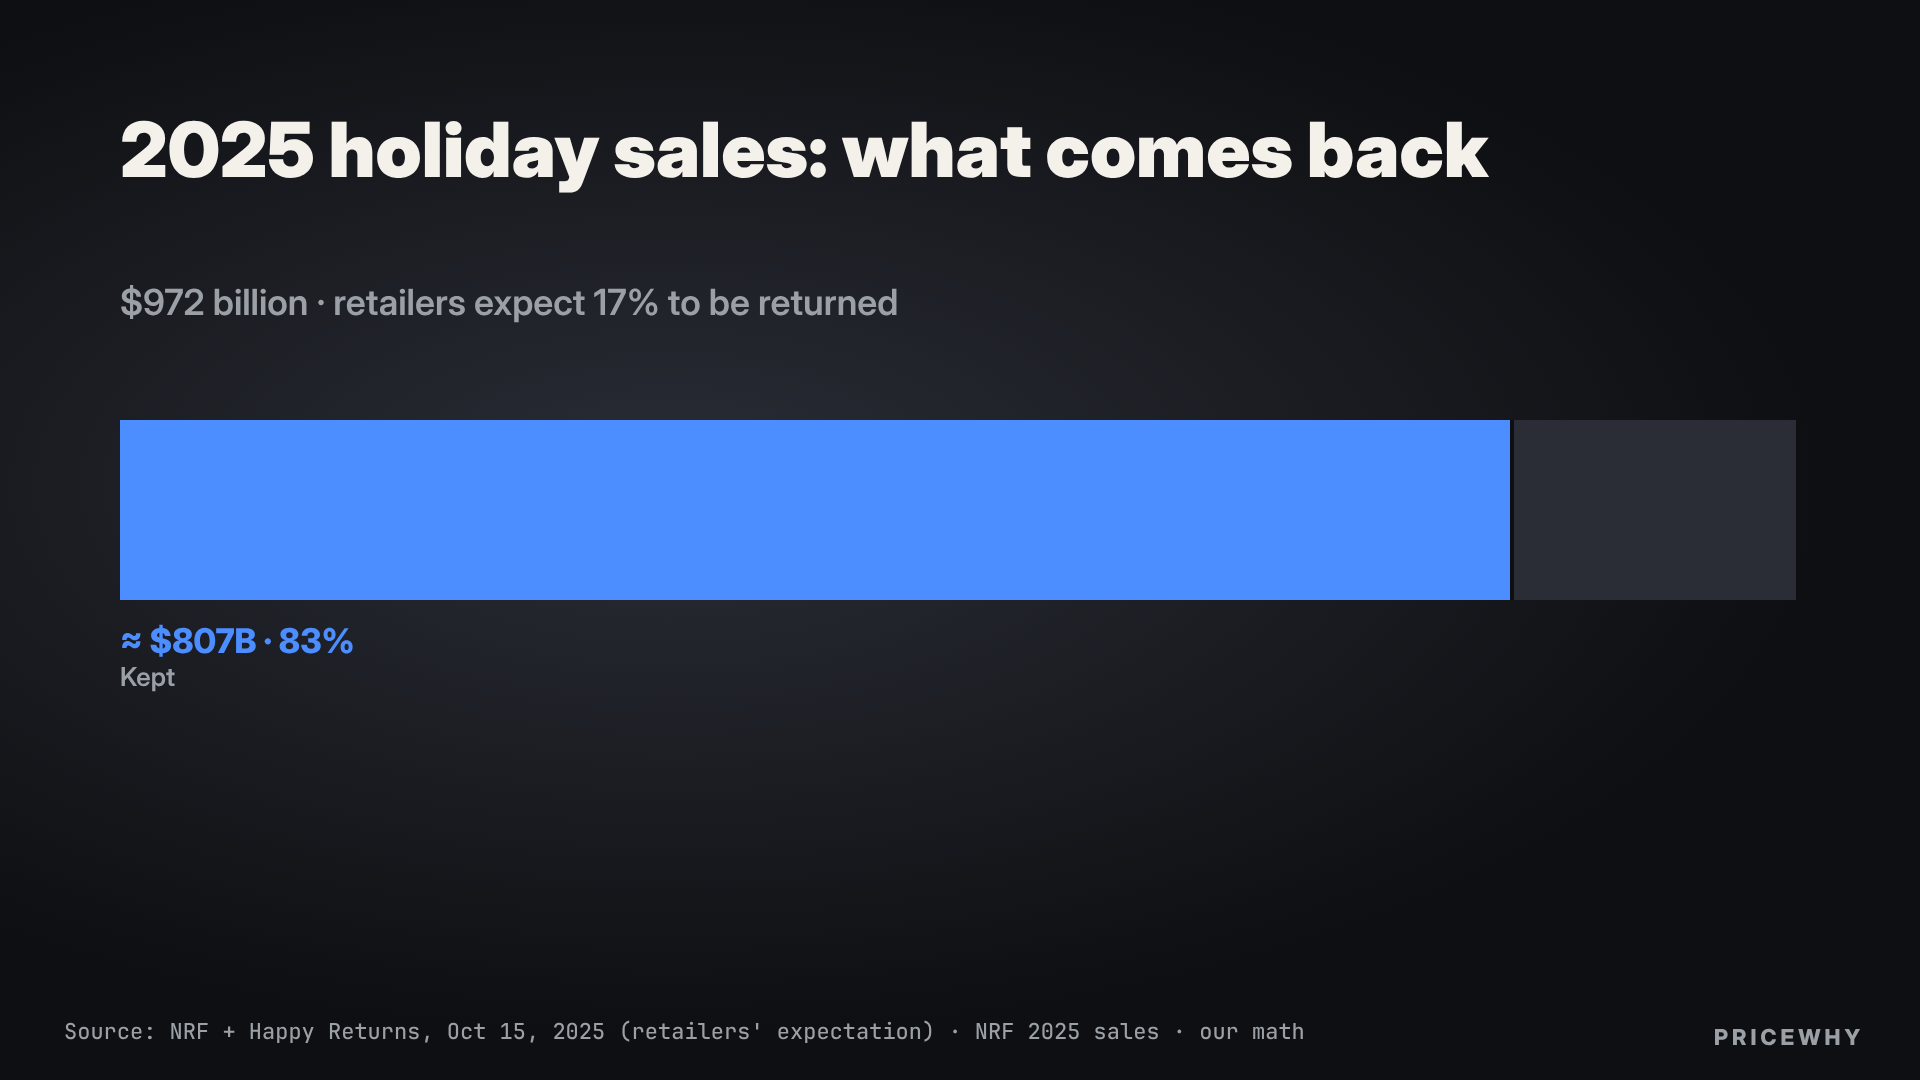 2025 holiday sales: what comes back
$972 billion · retailers expect 17% to be returned
≈ $807B · 83%
Kept
Source: NRF + Happy Returns, Oct 15, 2025 (retailers' expectation) · NRF 2025 sales · our math
PRICEWHY